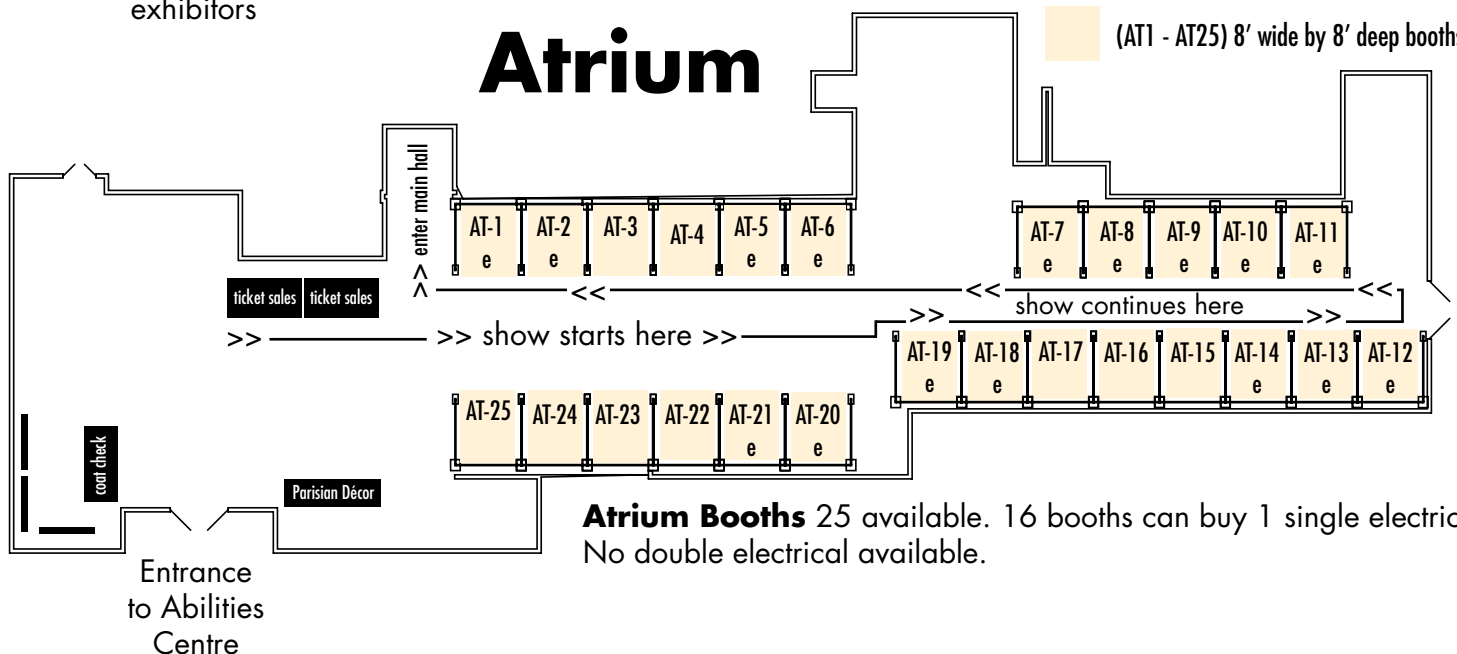 exhibitors
Atrium
(AT1 - AT25) 8’ wide by 8’ deep booths
>> enter main hall
AT-1 AT-2 AT-3 AT-4 AT-5 AT-6
e e e e
AT-7 AT-8 AT-9 AT-10 AT-11
e e e e e
ticket sales ticket sales
^ << << <<
>> show continues here >>
>> >> show starts here >>
AT-19 AT-18 AT-17 AT-16 AT-15 AT-14 AT-13 AT-12
e e e e e
AT-25 AT-24 AT-23 AT-22 AT-21 AT-20
e e
coat check
Parisian Décor
Atrium Booths 25 available. 16 booths can buy 1 single electric
No double electrical available.
Entrance
to Abilities
Centre